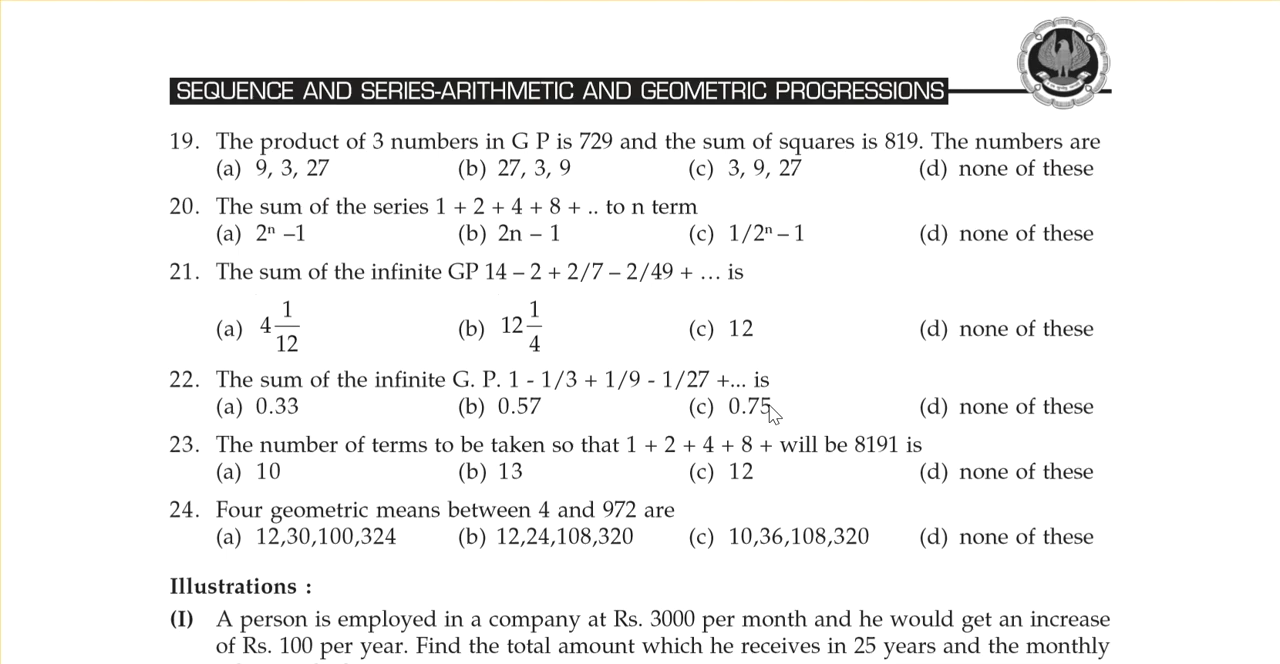 SEQUENCE AND SERIES-ARITHMETIC AND GEOMETRIC PROGRESSIONS
19. The product of 3 numbers in G P is 729 and the sum of squares is 819. The numbers are
(a) 9, 3, 27 (b) 27, 3, 9 (c) 3, 9, 27 (d) none of these
20. The sum of the series 1 + 2 + 4 + 8 + .. to n term
(a) 2ⁿ –1 (b) 2n – 1 (c) 1/2ⁿ – 1 (d) none of these
21. The sum of the infinite GP 14 – 2 + 2/7 – 2/49 + … is
(a) 4 1/12 (b) 12 1/4 (c) 12 (d) none of these
22. The sum of the infinite G. P. 1 - 1/3 + 1/9 - 1/27 +... is
(a) 0.33 (b) 0.57 (c) 0.75 (d) none of these
23. The number of terms to be taken so that 1 + 2 + 4 + 8 + will be 8191 is
(a) 10 (b) 13 (c) 12 (d) none of these
24. Four geometric means between 4 and 972 are
(a) 12,30,100,324 (b) 12,24,108,320 (c) 10,36,108,320 (d) none of these
Illustrations :
(I) A person is employed in a company at Rs. 3000 per month and he would get an increase
of Rs. 100 per year. Find the total amount which he receives in 25 years and the monthly